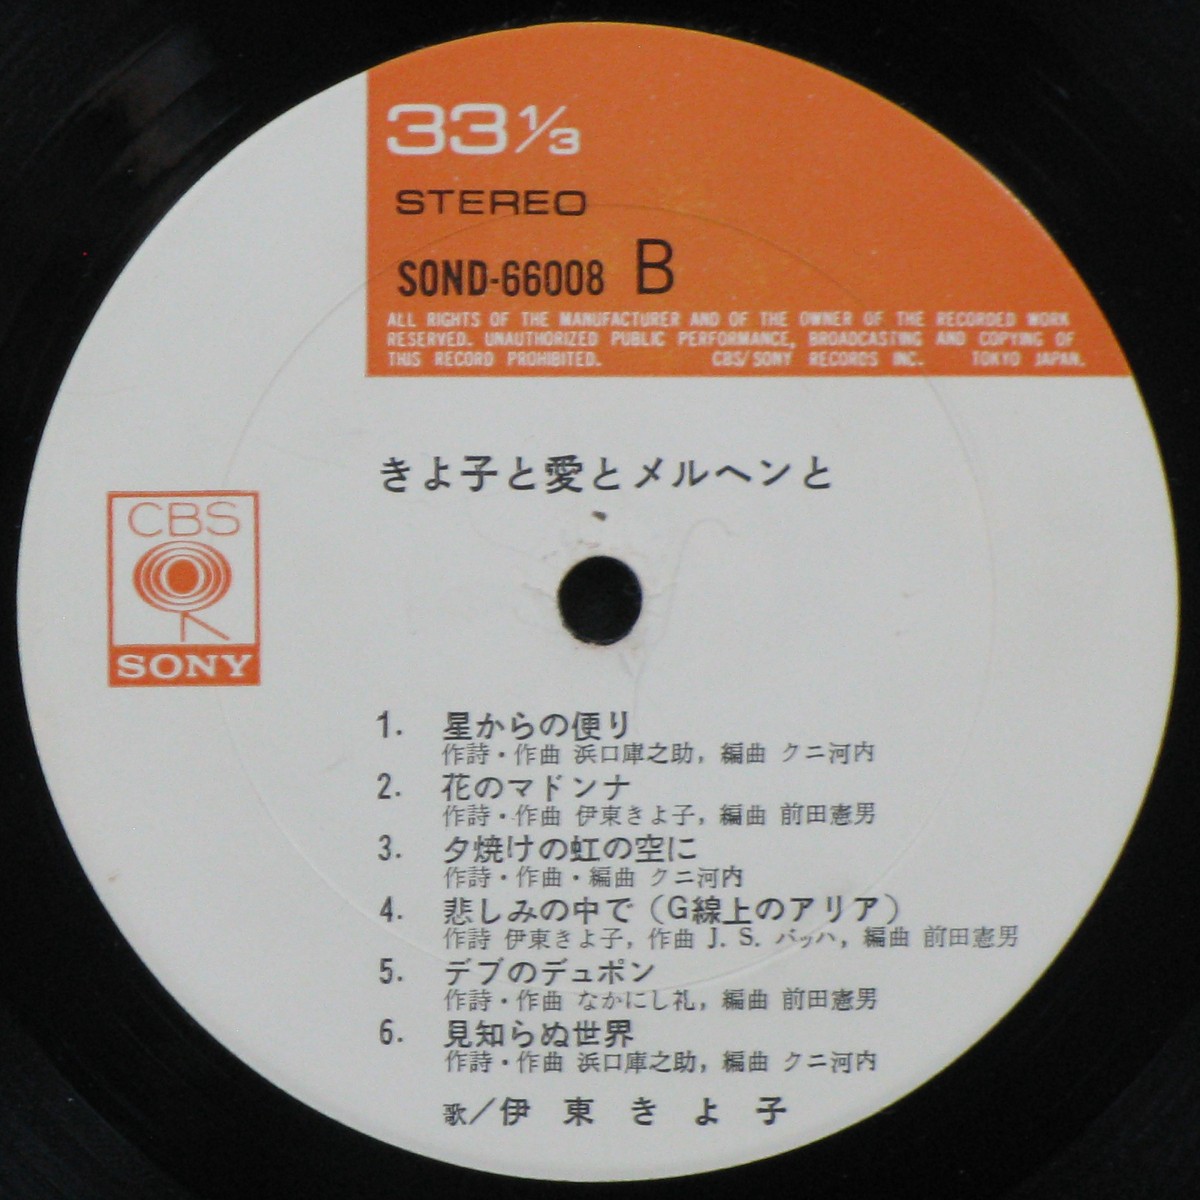 33 1/3
STEREO
SOND-66008 B
ALL RIGHTS OF THE MANUFACTURER AND OF THE OWNER OF THE RECORDED WORK
RESERVED. UNAUTHORIZED PUBLIC PERFORMANCE, BROADCASTING AND COPYING OF
THIS RECORD PROHIBITED. CBS/SONY RECORDS INC. TOKYO JAPAN.
きよ子と愛とメルヘンと
CBS
SONY
1. 星からの便り
作詩・作曲 浜口庫之助, 編曲 クニ河内
2. 花のマドンナ
作詩・作曲 伊東きよ子, 編曲 前田憲男
3. 夕焼けの虹の空に
作詩・作曲・編曲 クニ河内
4. 悲しみの中で (G線上のアリア)
作詩 伊東きよ子, 作曲 J. S. バッハ, 編曲 前田憲男
5. デブのデュポン
作詩・作曲 なかにし礼, 編曲 前田憲男
6. 見知らぬ世界
作詩・作曲 浜口庫之助, 編曲 クニ河内
歌／伊東きよ子